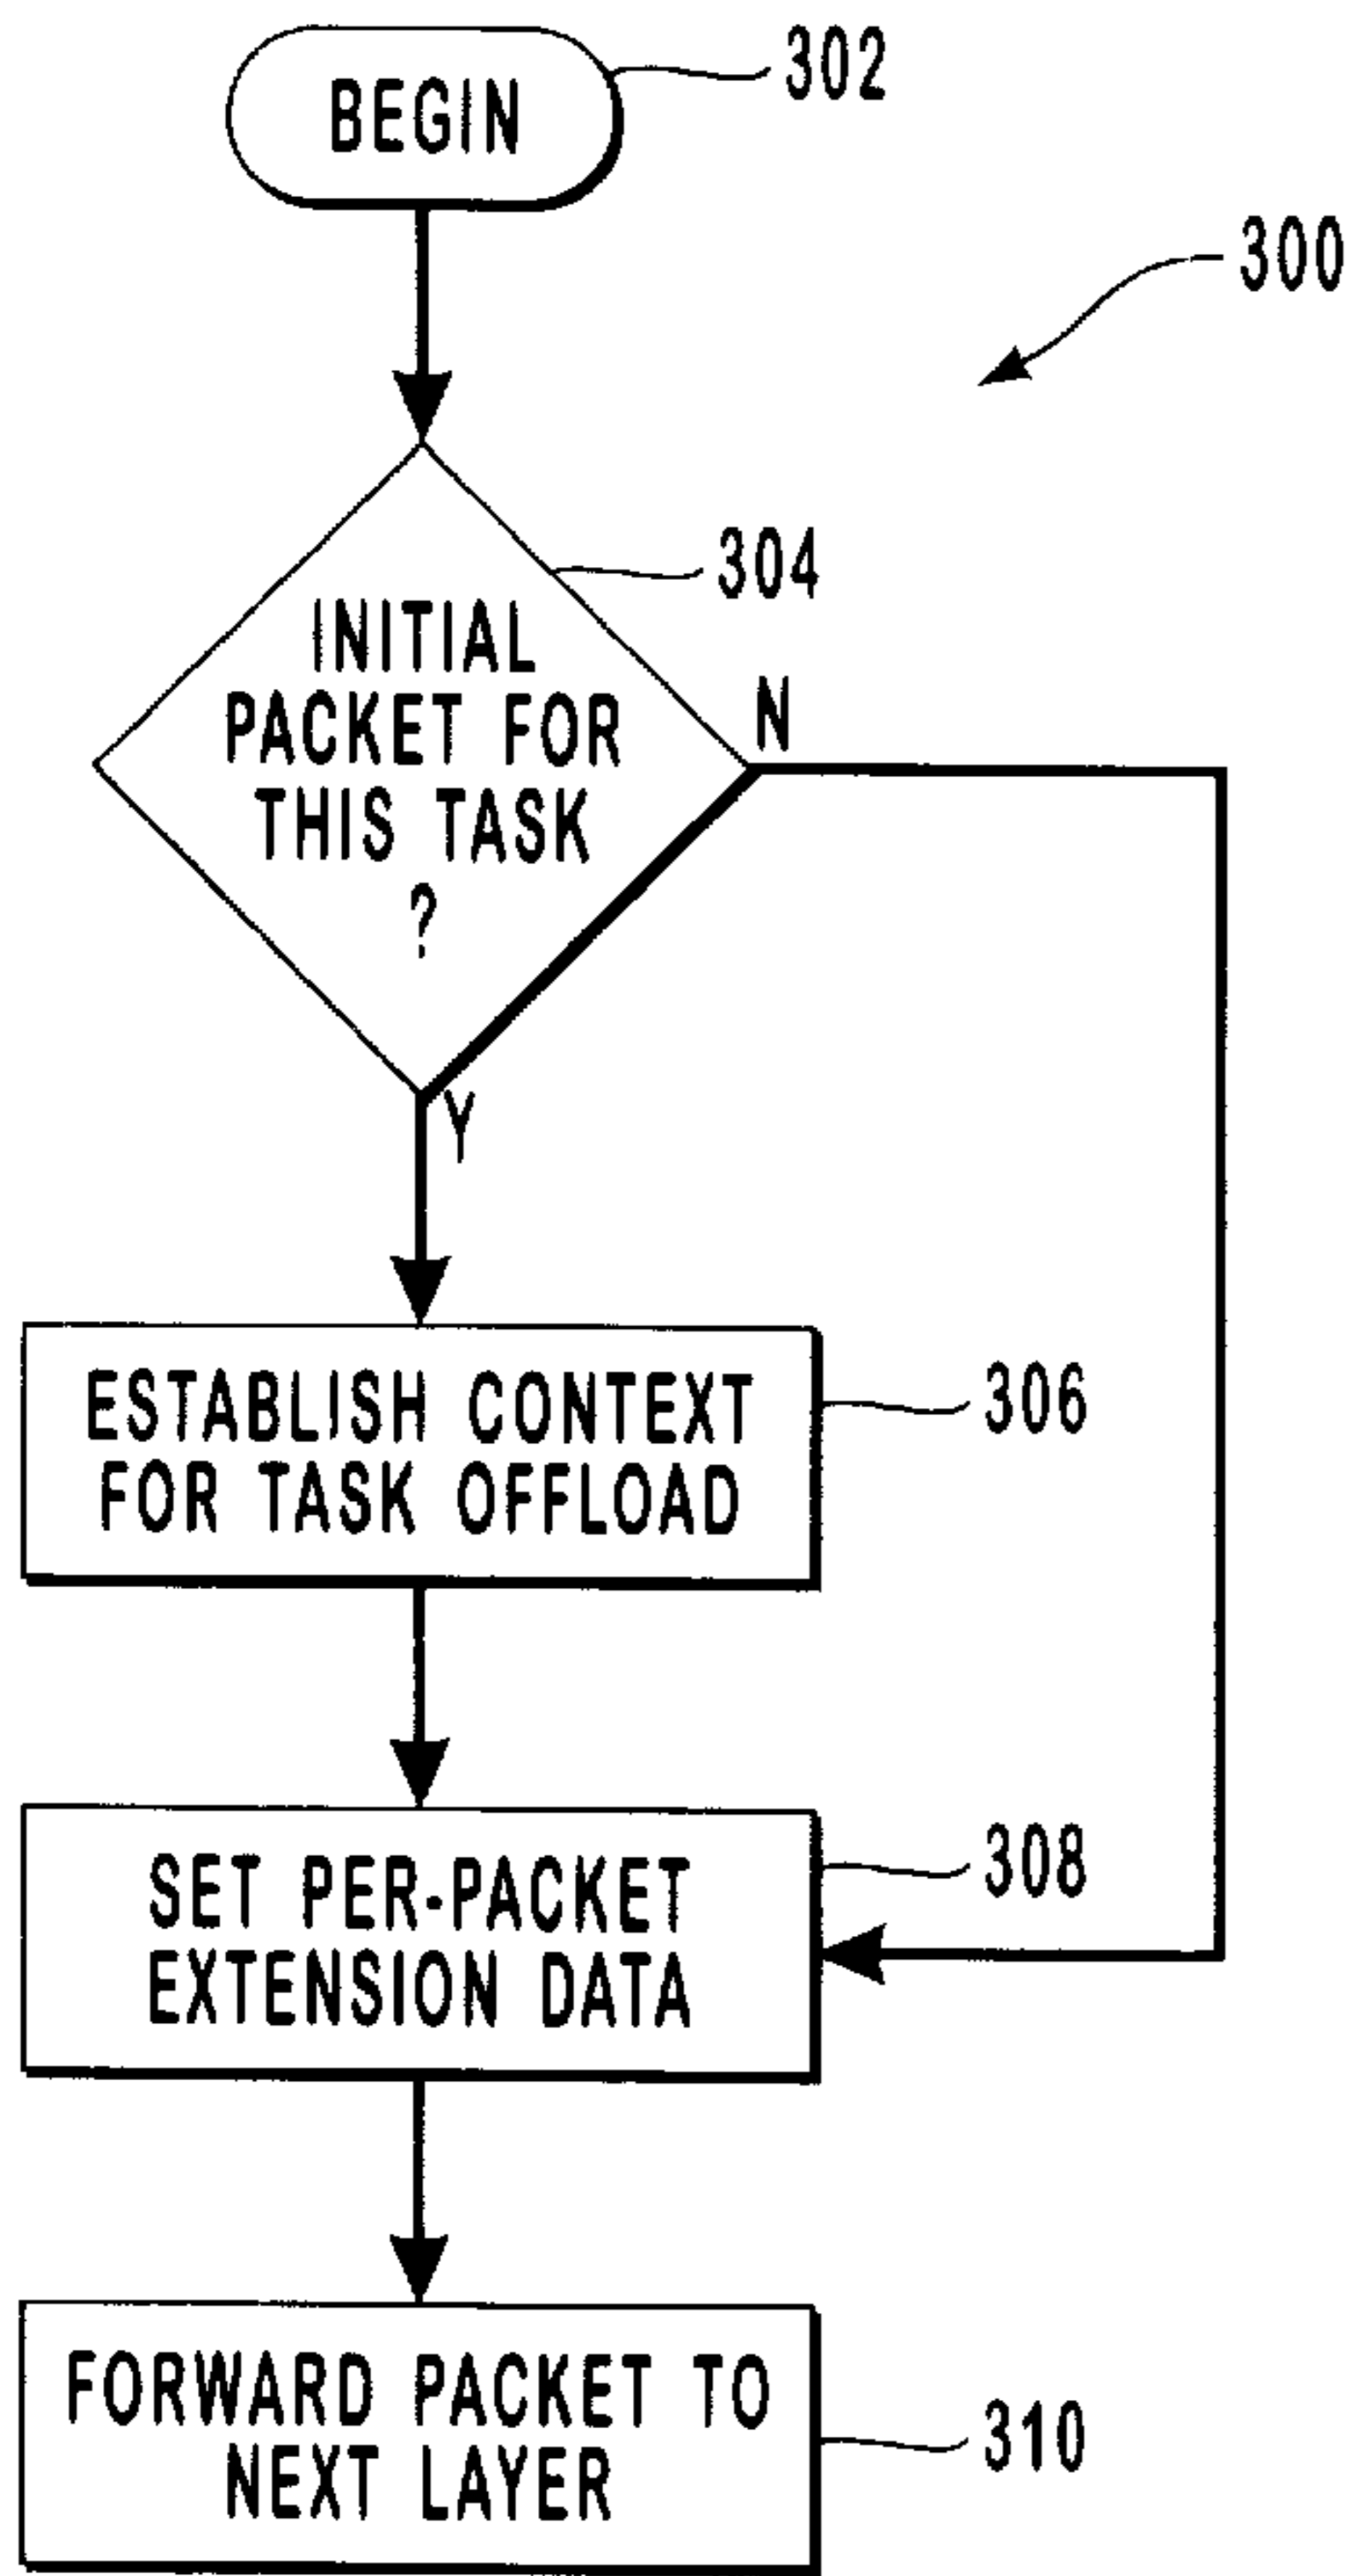 BEGIN
302
300
304
INITIAL
PACKET FOR
THIS TASK
?
N
Y
ESTABLISH CONTEXT
FOR TASK OFFLOAD
306
SET PER-PACKET
EXTENSION DATA
308
FORWARD PACKET TO
NEXT LAYER
310